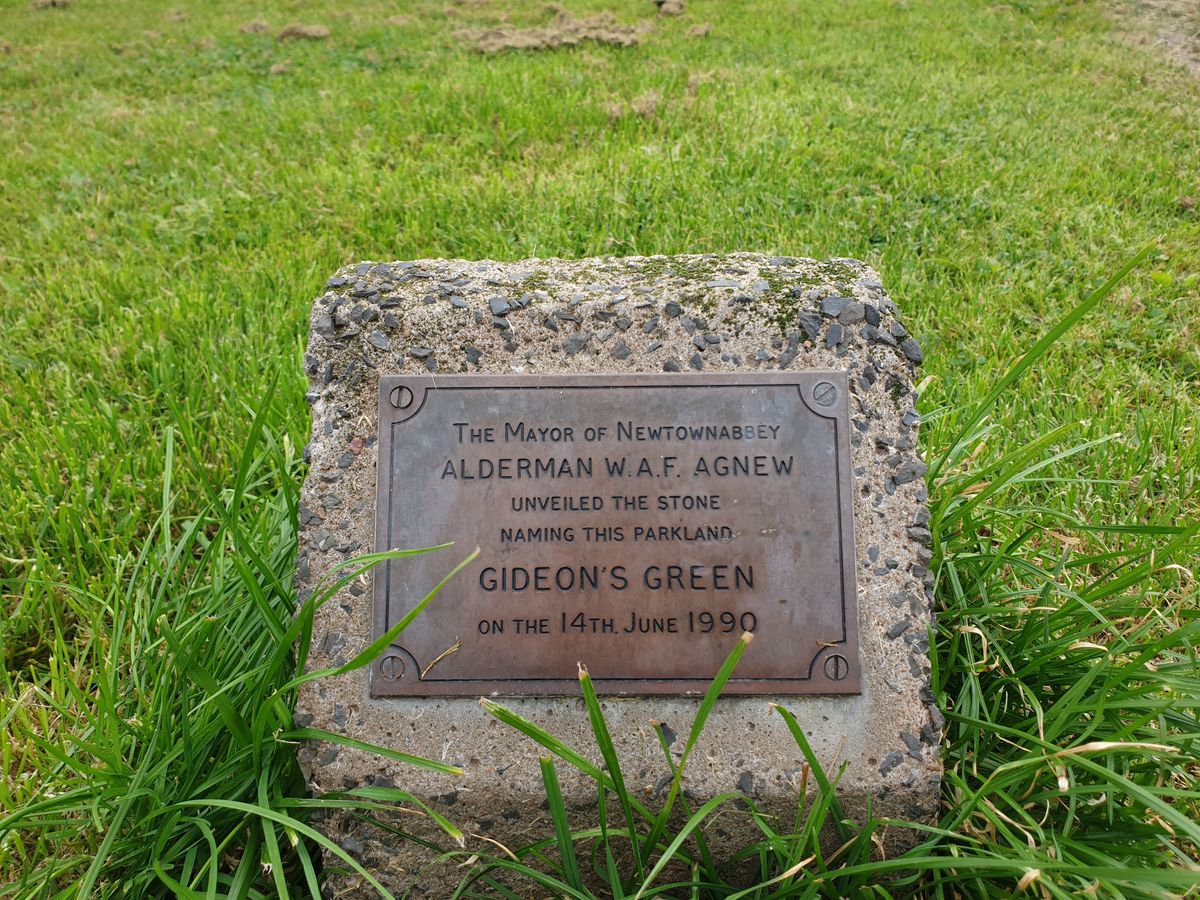 The Mayor of Newtownabbey
ALDERMAN W.A.F. AGNEW
UNVEILED THE STONE
NAMING THIS PARKLAND
GIDEON'S GREEN
ON THE 14TH. JUNE 1990